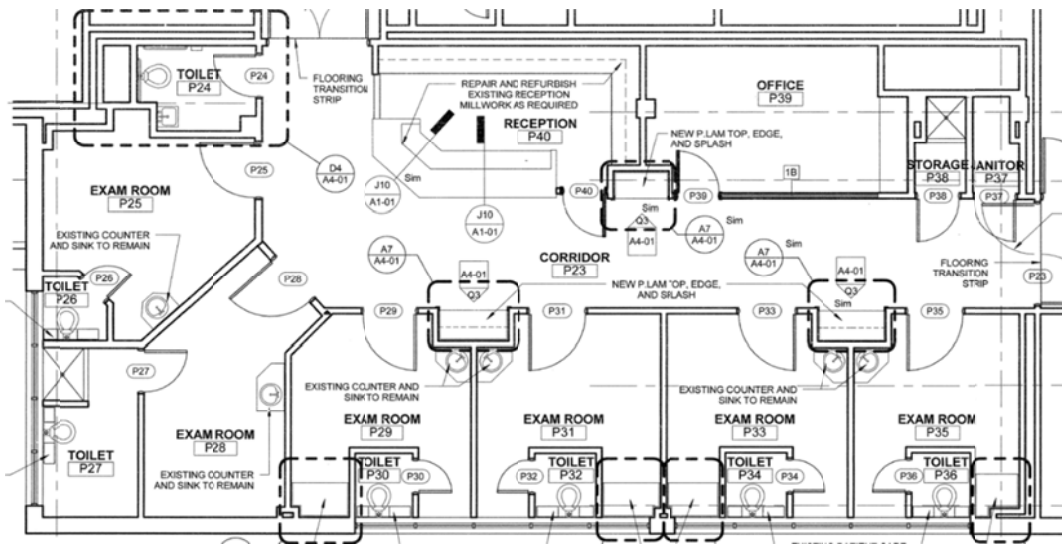 TOILET
P24
P24
FLOORING
TRANSITION
STRIP
REPAIR AND REFURBISH
EXISTING RECEPTION
MILLWORK AS REQUIRED
RECEPTION
P40
OFFICE
P39
NEW P.LAM TOP, EDGE,
AND SPLASH
P25
D4
A4-01
EXAM ROOM
P25
EXISTING COUNTER
AND SINK TO REMAIN
J10
A1-01
Sim
J10
A1-01
P40
P39
1B
STORAGE
P38
P38
ANITOR
P37
P37
Sim
Q3
A4-01
A7
A4-01
Sim
A7
A4-01
A4-01
Q3
CORRIDOR
P23
A7
A4-01
Sim
A4-01
Q3
Sim
FLOORING
TRANSITION
STRIP
P23
TOILET
P26
P26
P28
NEW P.LAM TOP, EDGE,
AND SPLASH
P29
P31
P33
P35
P27
EXISTING COUNTER AND
SINK TO REMAIN
EXISTING COUNTER AND
SINK TO REMAIN
EXAM ROOM
P28
EXAM ROOM
P29
EXAM ROOM
P31
EXAM ROOM
P33
EXAM ROOM
P35
TOILET
P27
EXISTING COUNTER
AND SINK TO REMAIN
TOILET
P30
P30
P32
TOILET
P32
TOILET
P34
P34
P36
TOILET
P36